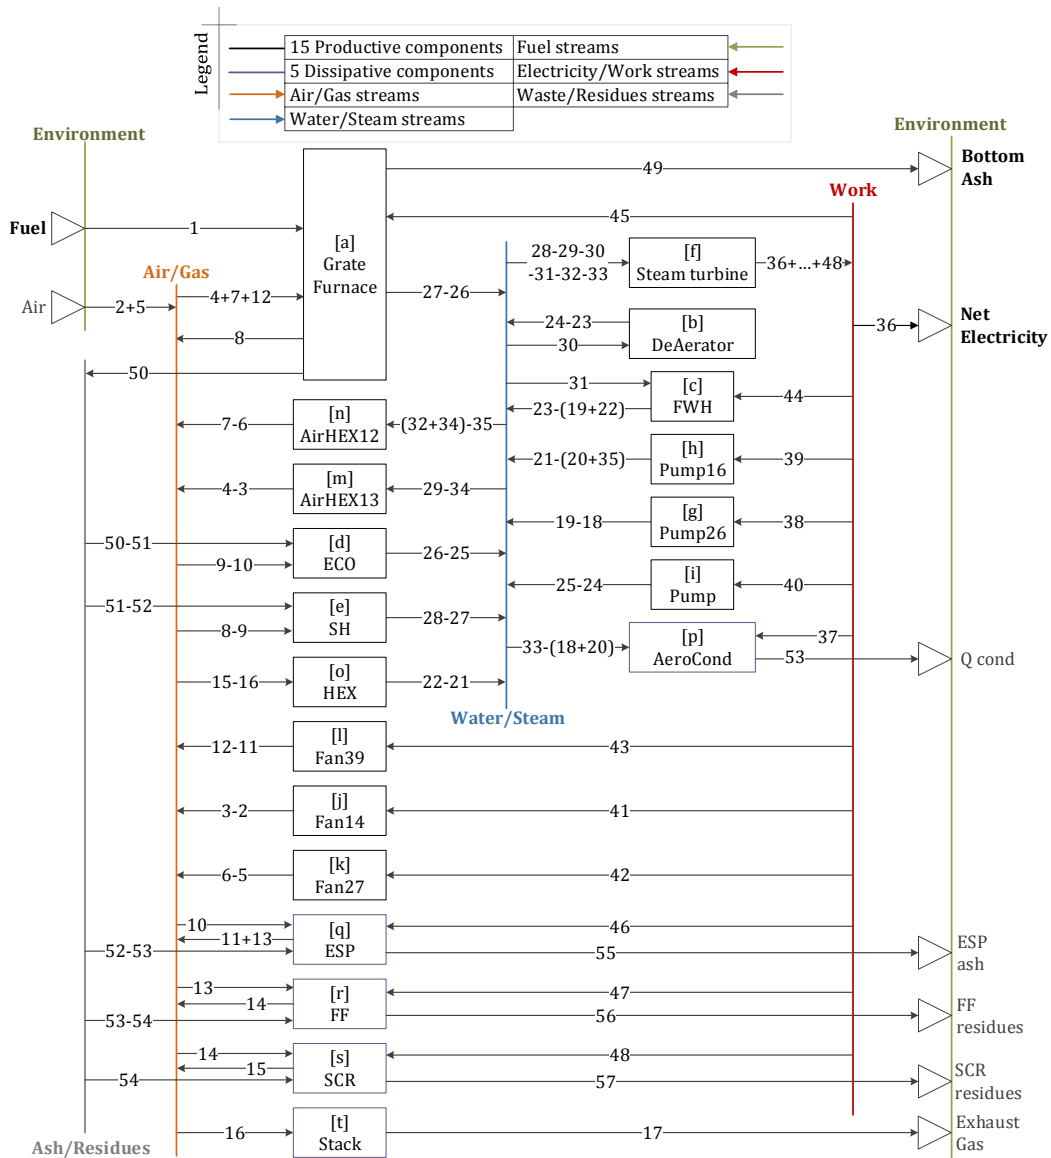 Legend
15 Productive components
Fuel streams
5 Dissipative components
Electricity/Work streams
Air/Gas streams
Waste/Residues streams
Water/Steam streams
Environment
Environment
Bottom
Ash
49
Work
45
Fuel
1
[a]
Grate
Furnace
28-29-30
-31-32-33
[f]
Steam turbine
36+...+48
Air/Gas
4+7+12
27-26
Air
2+5
8
24-23
30
[b]
DeAerator
36
Net
Electricity
50
31
23-(19+22)
[c]
FWH
44
7-6
[n]
AirHEX12
(32+34)-35
21-(20+35)
[h]
Pump16
39
4-3
[m]
AirHEX13
29-34
19-18
[g]
Pump26
38
50-51
9-10
[d]
ECO
26-25
25-24
[i]
Pump
40
51-52
8-9
[e]
SH
28-27
33-(18+20)
[p]
AeroCond
37
53
Q cond
15-16
[o]
HEX
22-21
Water/Steam
12-11
[l]
Fan39
43
3-2
[j]
Fan14
41
6-5
[k]
Fan27
42
10
11+13
52-53
[q]
ESP
46
55
ESP
ash
13
14
53-54
[r]
FF
47
56
FF
residues
14
15
54
[s]
SCR
48
57
SCR
residues
16
[t]
Stack
17
Exhaust
Gas
Ash/Residues